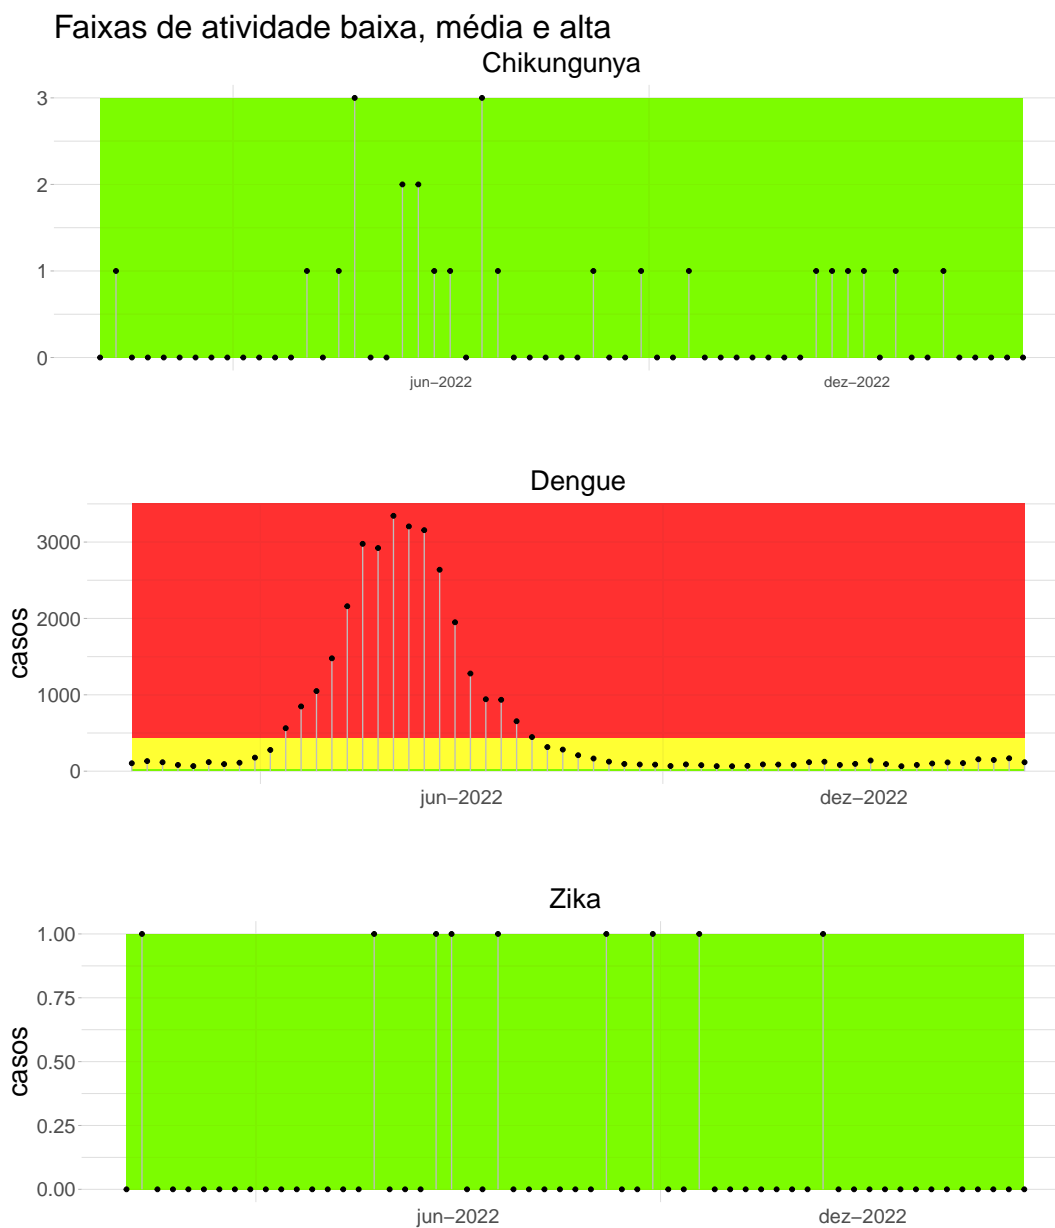 Faixas de atividade baixa, média e alta
Chikungunya
3
2
1
0
jun−2022 dez−2022
Dengue
casos
3000
2000
1000
0
jun−2022 dez−2022
Zika
casos
1.00
0.75
0.50
0.25
0.00
jun−2022 dez−2022